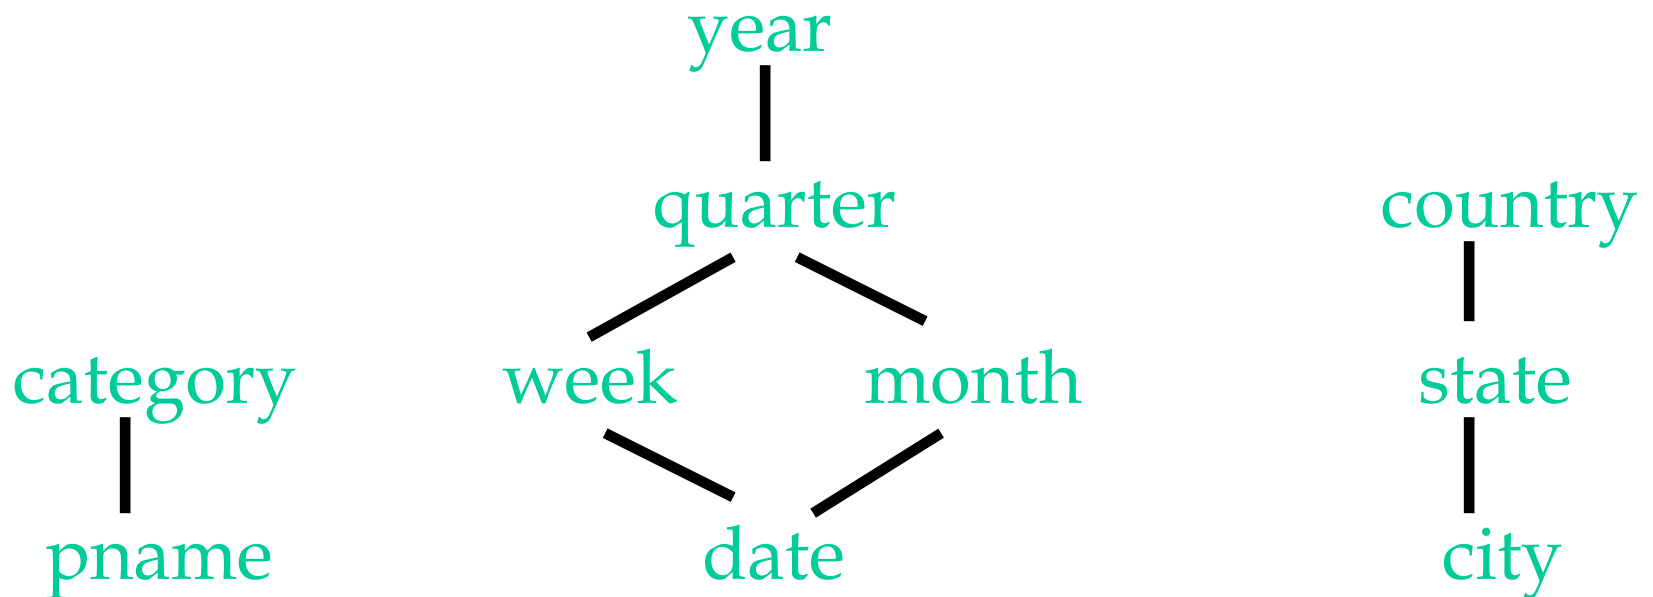 year
quarter
country
category
week
month
state
pname
date
city